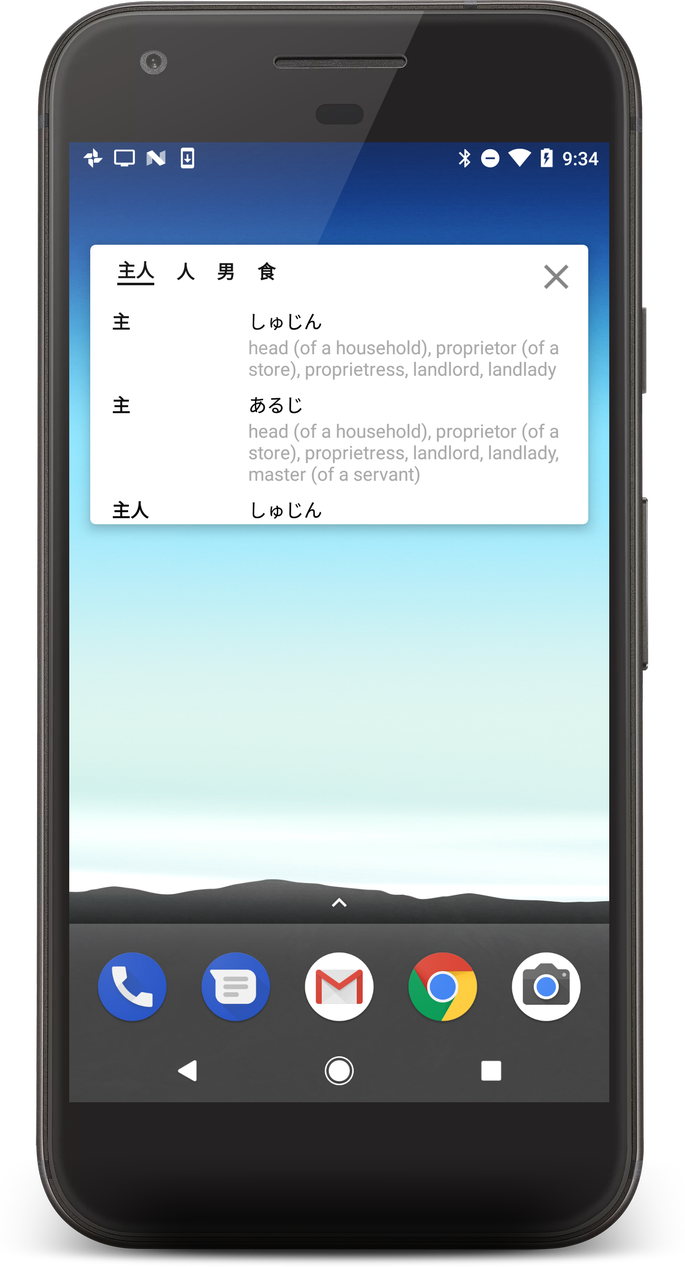 9:34
主人 人 男 食
主 しゅじん
head (of a household), proprietor (of a
store), proprietress, landlord, landlady
主 あるじ
head (of a household), proprietor (of a
store), proprietress, landlord, landlady,
master (of a servant)
主人 しゅじん